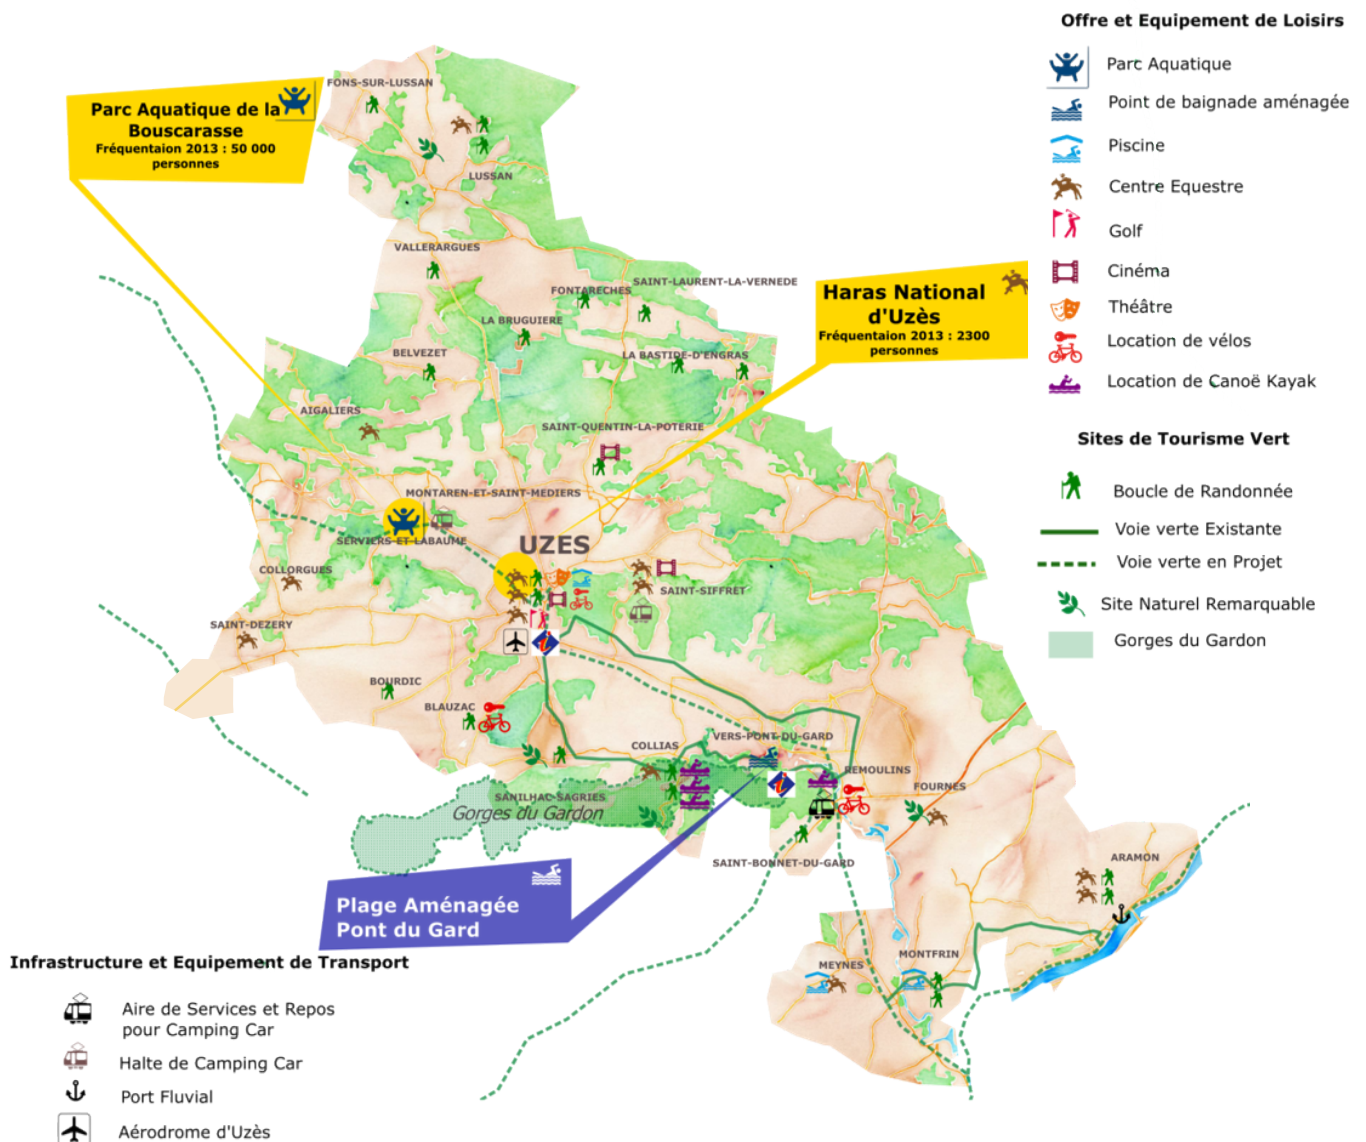 Offre et Equipement de Loisirs
Parc Aquatique
Point de baignade aménagée
Piscine
Centre Equestre
Golf
Cinéma
Théâtre
Location de vélos
Location de Canoë Kayak
Sites de Tourisme Vert
Boucle de Randonnée
Voie verte Existante
Voie verte en Projet
Site Naturel Remarquable
Gorges du Gardon
Parc Aquatique de la
Bouscarasse
Fréquentaion 2013 : 50 000
personnes
FONS-SUR-LUSSAN
LUSSAN
VALLERARGUES
SAINT-LAURENT-LA-VERNEDE
FONTARECHES
LA BRUGUIERE
Haras National
d'Uzès
Fréquentaion 2013 : 2300
personnes
BELVEZET
LA BASTIDE-D'ENGRAS
AIGALIERS
SAINT-QUENTIN-LA-POTERIE
MONTAREN-ET-SAINT-MEDIERS
SERVIERS-ET-LABAUME
UZES
COLLORGUES
SAINT-SIFFRET
SAINT-DEZERY
BOURDIC
BLAUZAC
COLLIAS
VERS-PONT-DU-GARD
REMOULINS
FOURNES
SANILHAC-SAGRIES
Gorges du Gardon
SAINT-BONNET-DU-GARD
ARAMON
Plage Aménagée
Pont du Gard
MEYNES
MONTFRIN
Infrastructure et Equipement de Transport
Aire de Services et Repos
pour Camping Car
Halte de Camping Car
Port Fluvial
Aérodrome d'Uzès